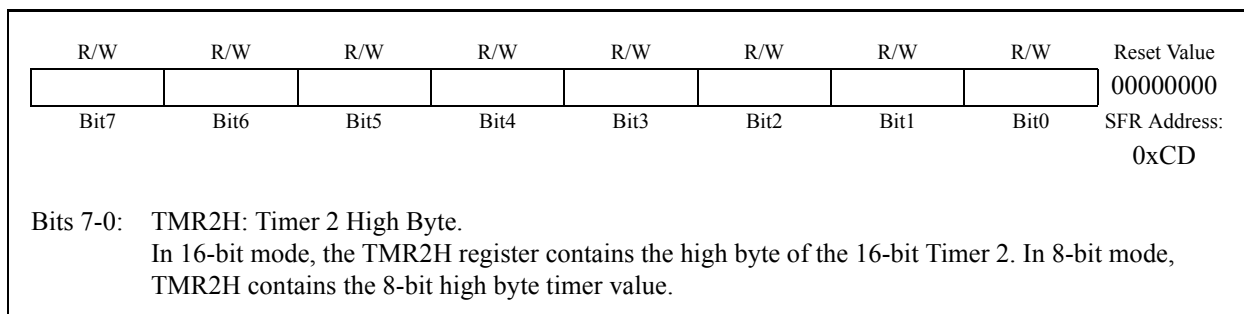 R/W R/W R/W R/W R/W R/W R/W R/W Reset Value
00000000
Bit7 Bit6 Bit5 Bit4 Bit3 Bit2 Bit1 Bit0 SFR Address:
0xCD
Bits 7-0: TMR2H: Timer 2 High Byte.
In 16-bit mode, the TMR2H register contains the high byte of the 16-bit Timer 2. In 8-bit mode,
TMR2H contains the 8-bit high byte timer value.